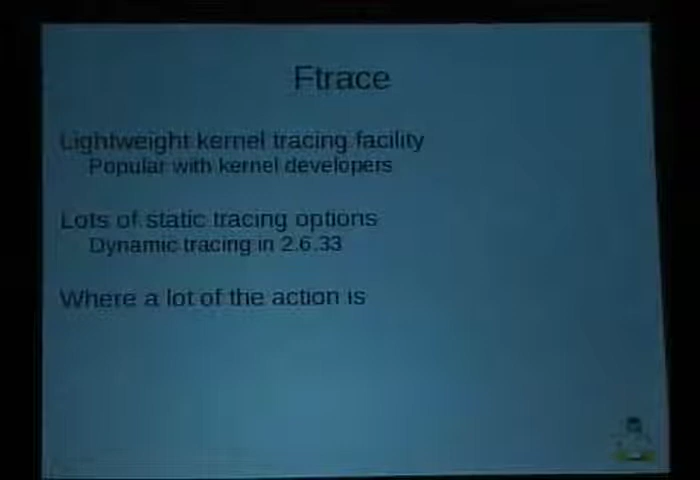 Ftrace
Lightweight kernel tracing facility
Popular with kernel developers
Lots of static tracing options
Dynamic tracing in 2.6.33
Where a lot of the action is